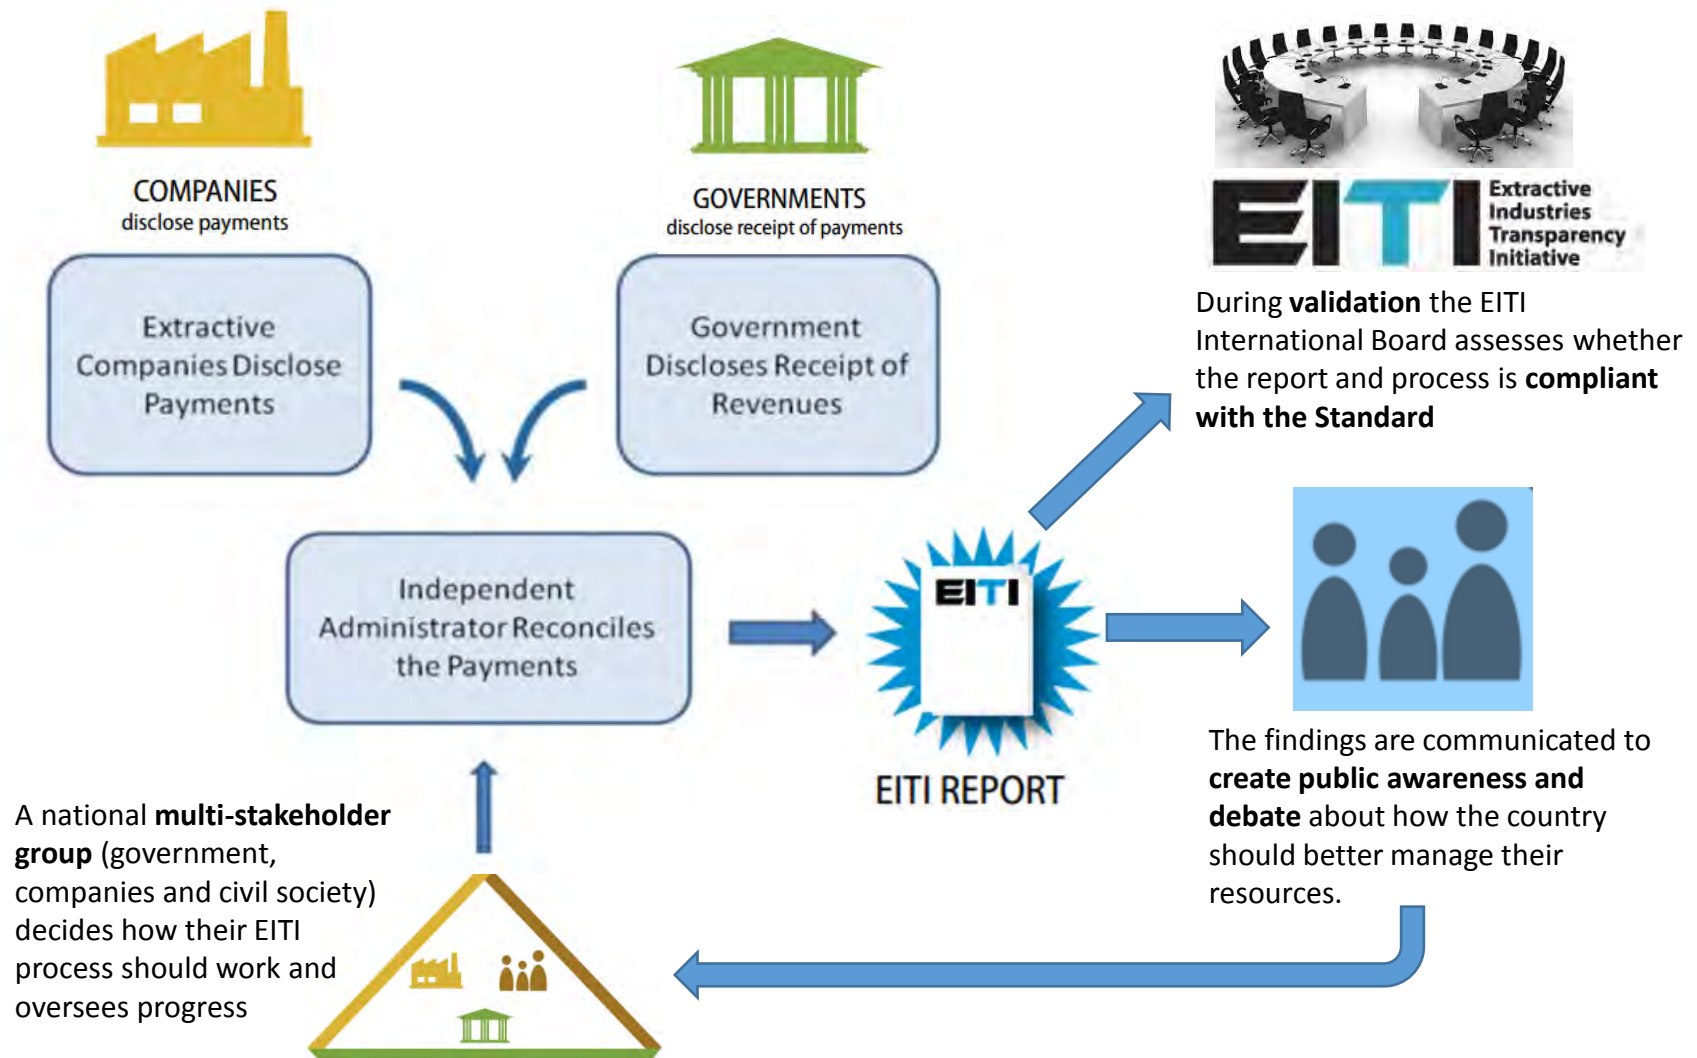 COMPANIES
disclose payments
Extractive
Companies Disclose
Payments
GOVERNMENTS
disclose receipt of payments
Government
Discloses Receipt of
Revenues
EITI
Extractive
Industries
Transparency
Initiative
During validation the EITI
International Board assesses whether
the report and process is compliant
with the Standard
Independent
Administrator Reconciles
the Payments
EITI
EITI REPORT
The findings are communicated to
create public awareness and
debate about how the country
should better manage their
resources.
A national multi-stakeholder
group (government,
companies and civil society)
decides how their EITI
process should work and
oversees progress